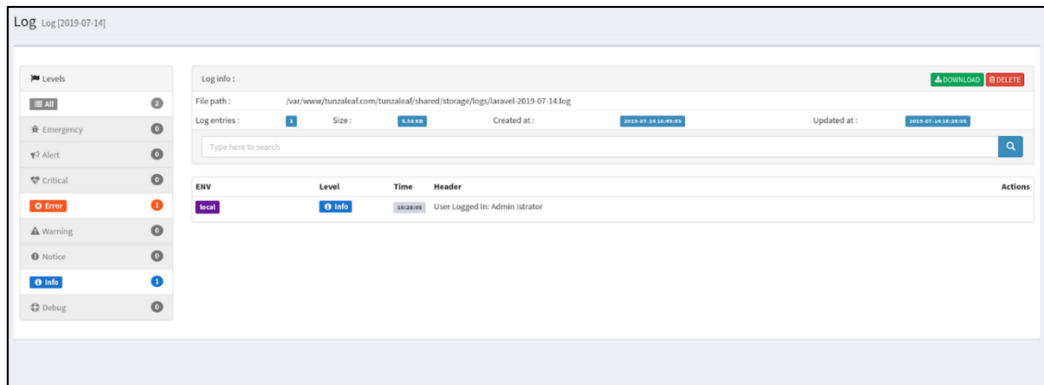 Log Log [2019-07-14]
Levels
All 2
Emergency 0
Alert 0
Critical 0
Error 1
Warning 0
Notice 0
Info 1
Debug 0
Log info :
DOWNLOAD DELETE
File path : /var/www/tunzaleaf.com/tunzaleaf/shared/storage/logs/laravel-2019-07-14.log
Log entries : 1 Size : 5.56 KB Created at : Updated at :
Type here to search
ENV Level Time Header Actions
local Info User Logged In: Admin Istrator